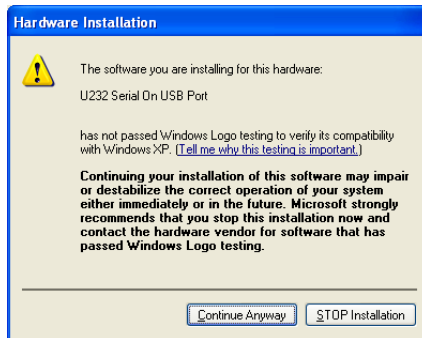 Hardware Installation
The software you are installing for this hardware:
U232 Serial On USB Port
has not passed Windows Logo testing to verify its compatibility
with Windows XP. (Tell me why this testing is important.)
Continuing your installation of this software may impair
or destabilize the correct operation of your system
either immediately or in the future. Microsoft strongly
recommends that you stop this installation now and
contact the hardware vendor for software that has
passed Windows Logo testing.
Continue Anyway STOP Installation